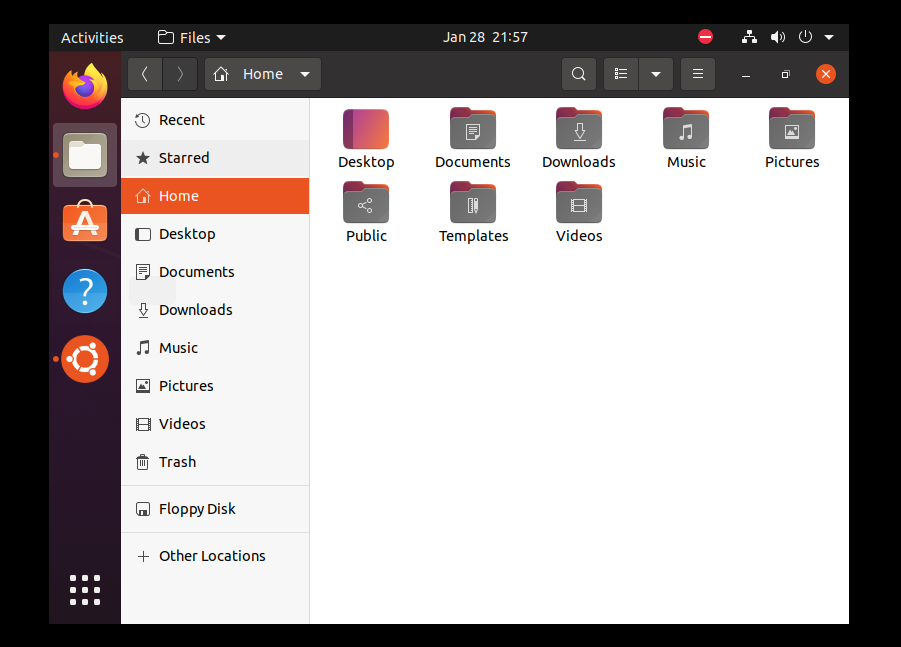 Activities Files Jan 28 21:57
Home
Recent
Starred
Home
Desktop
Documents
Downloads
Music
Pictures
Videos
Trash
Floppy Disk
Other Locations
Desktop Documents Downloads Music Pictures
Public Templates Videos